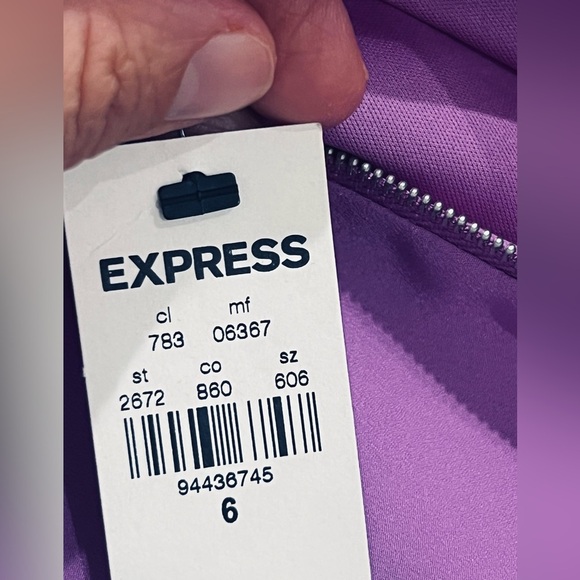 EXPRESS
cl mf
783 06367
st co sz
2672 860 606
94436745
6